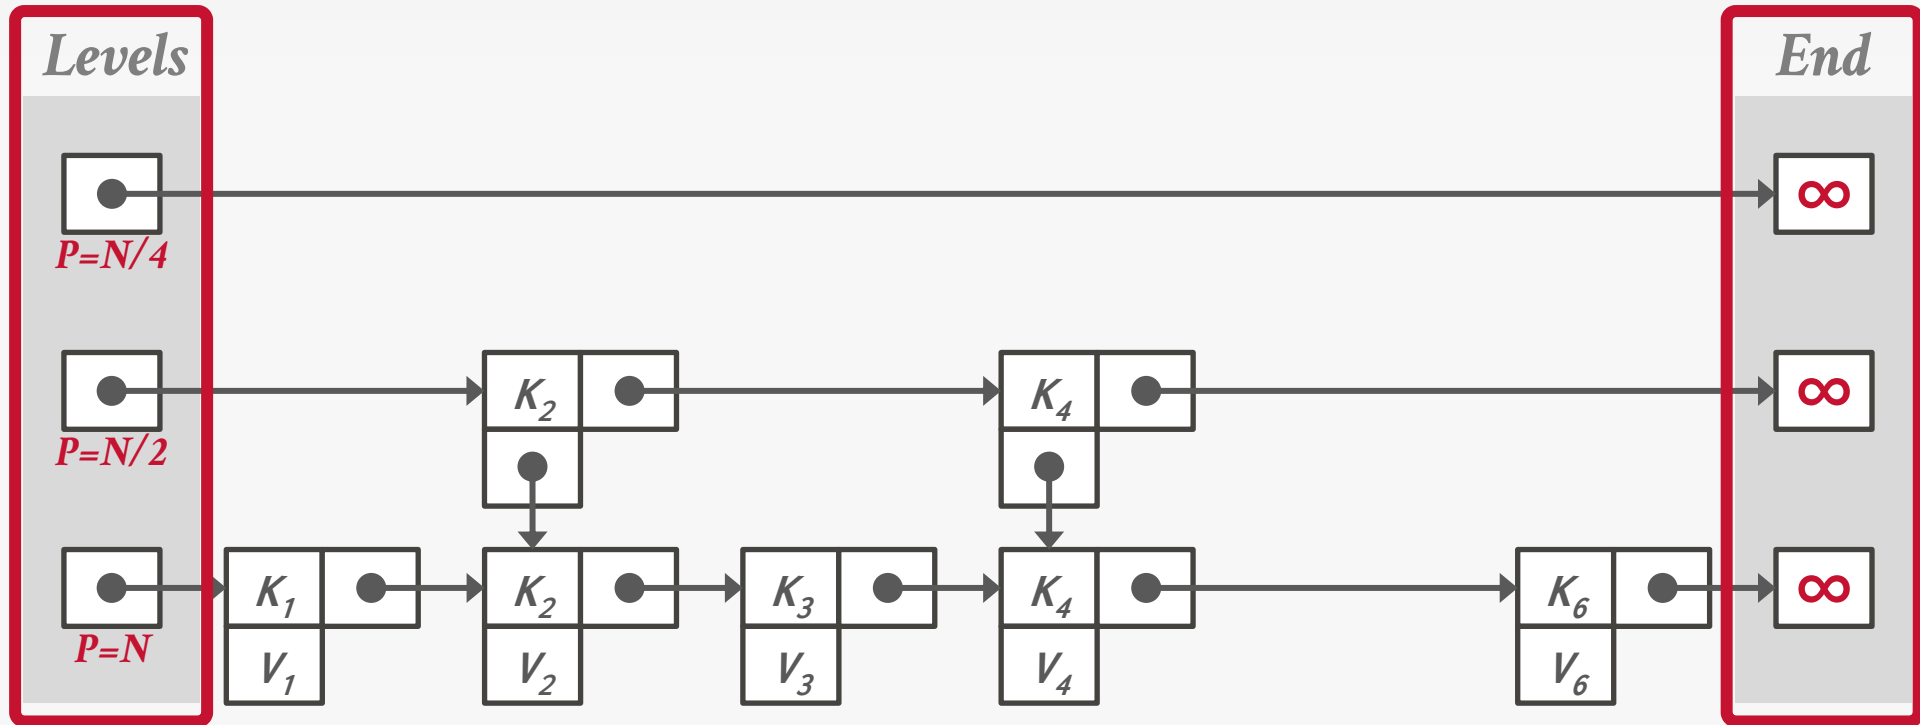 Levels End
∞
P=N/4
K₂ K₄ ∞
P=N/2
K₁ K₂ K₃ K₄ K₆ ∞
P=N
V₁ V₂ V₃ V₄ V₆